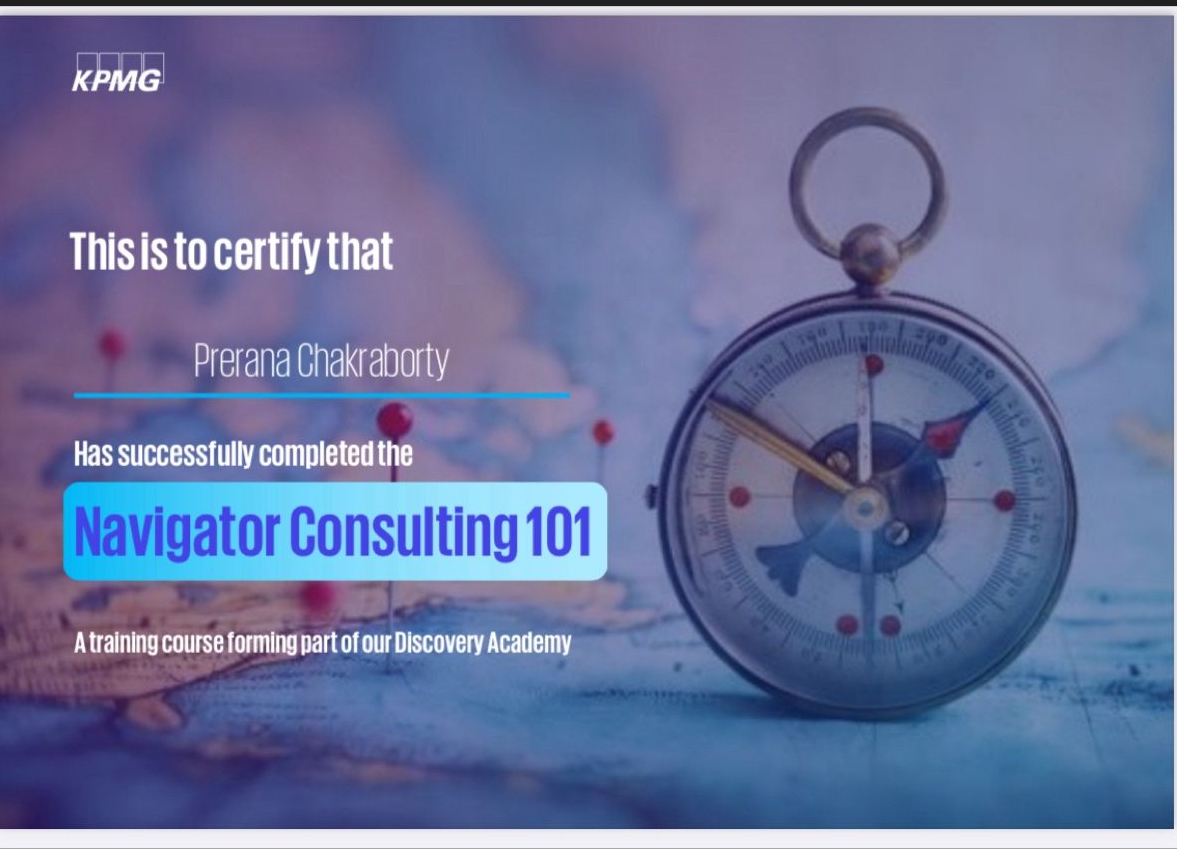 KPMG
This is to certify that
Prerana Chakraborty
Has successfully completed the
Navigator Consulting 101
A training course forming part of our Discovery Academy